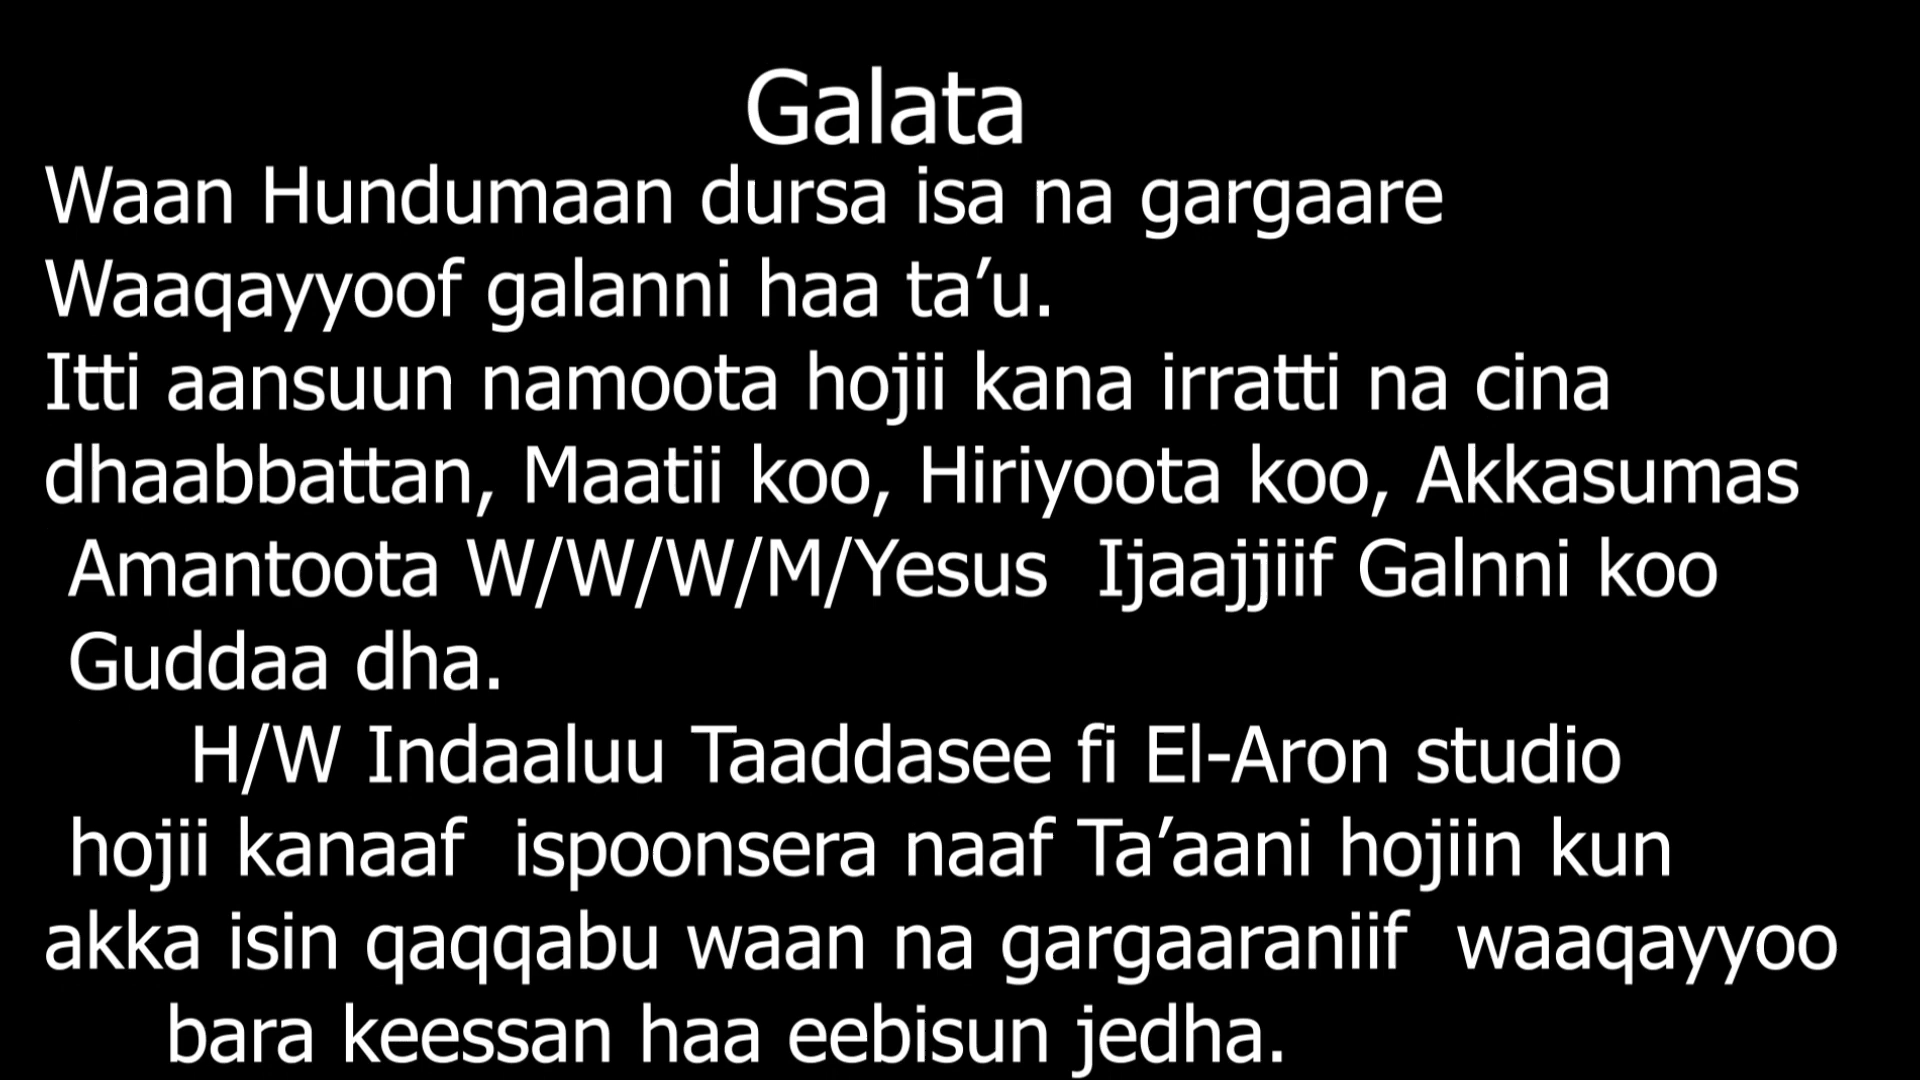 Galata
Waan Hundumaan dursa isa na gargaare
Waaqayyoof galanni haa ta’u.
Itti aansuun namoota hojii kana irratti na cina
dhaabbattan, Maatii koo, Hiriyoota koo, Akkasumas
Amantoota W/W/W/M/Yesus Ijaajjiif Galnni koo
Guddaa dha.
H/W Indaaluu Taaddasee fi El-Aron studio
hojii kanaaf ispoonsera naaf Ta’aani hojiin kun
akka isin qaqqabu waan na gargaaraniif waaqayyoo
bara keessan haa eebisun jedha.